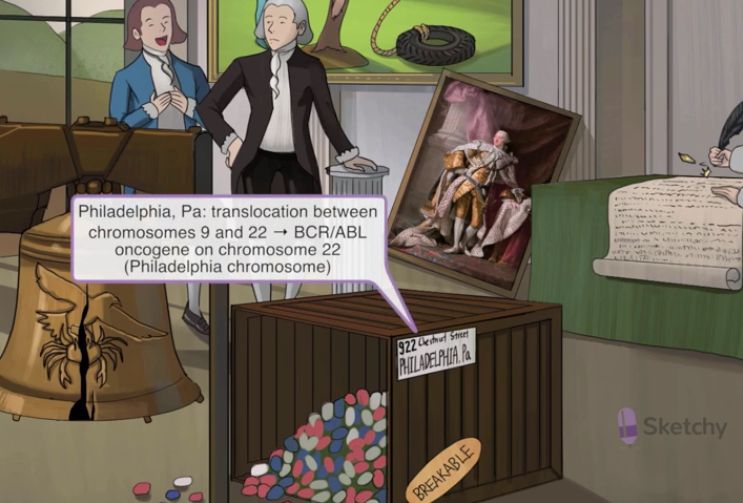 Philadelphia, Pa: translocation between
chromosomes 9 and 22 → BCR/ABL
oncogene on chromosome 22
(Philadelphia chromosome)
922 Chestnut Street
PHILADELPHIA, Pa
BREAKABLE
Sketchy